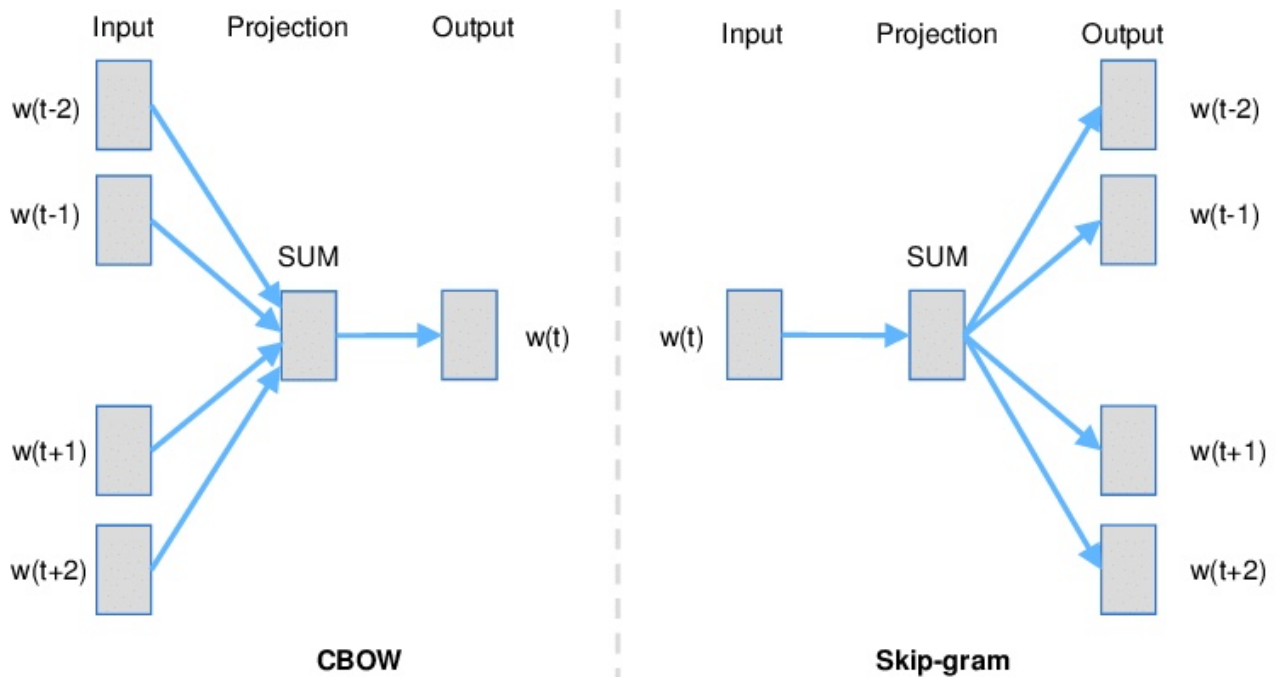 Input Projection Output
w(t-2)
w(t-1)
SUM
w(t)
w(t+1)
w(t+2)
CBOW
Input Projection Output
w(t-2)
w(t-1)
SUM
w(t)
w(t+1)
w(t+2)
Skip-gram